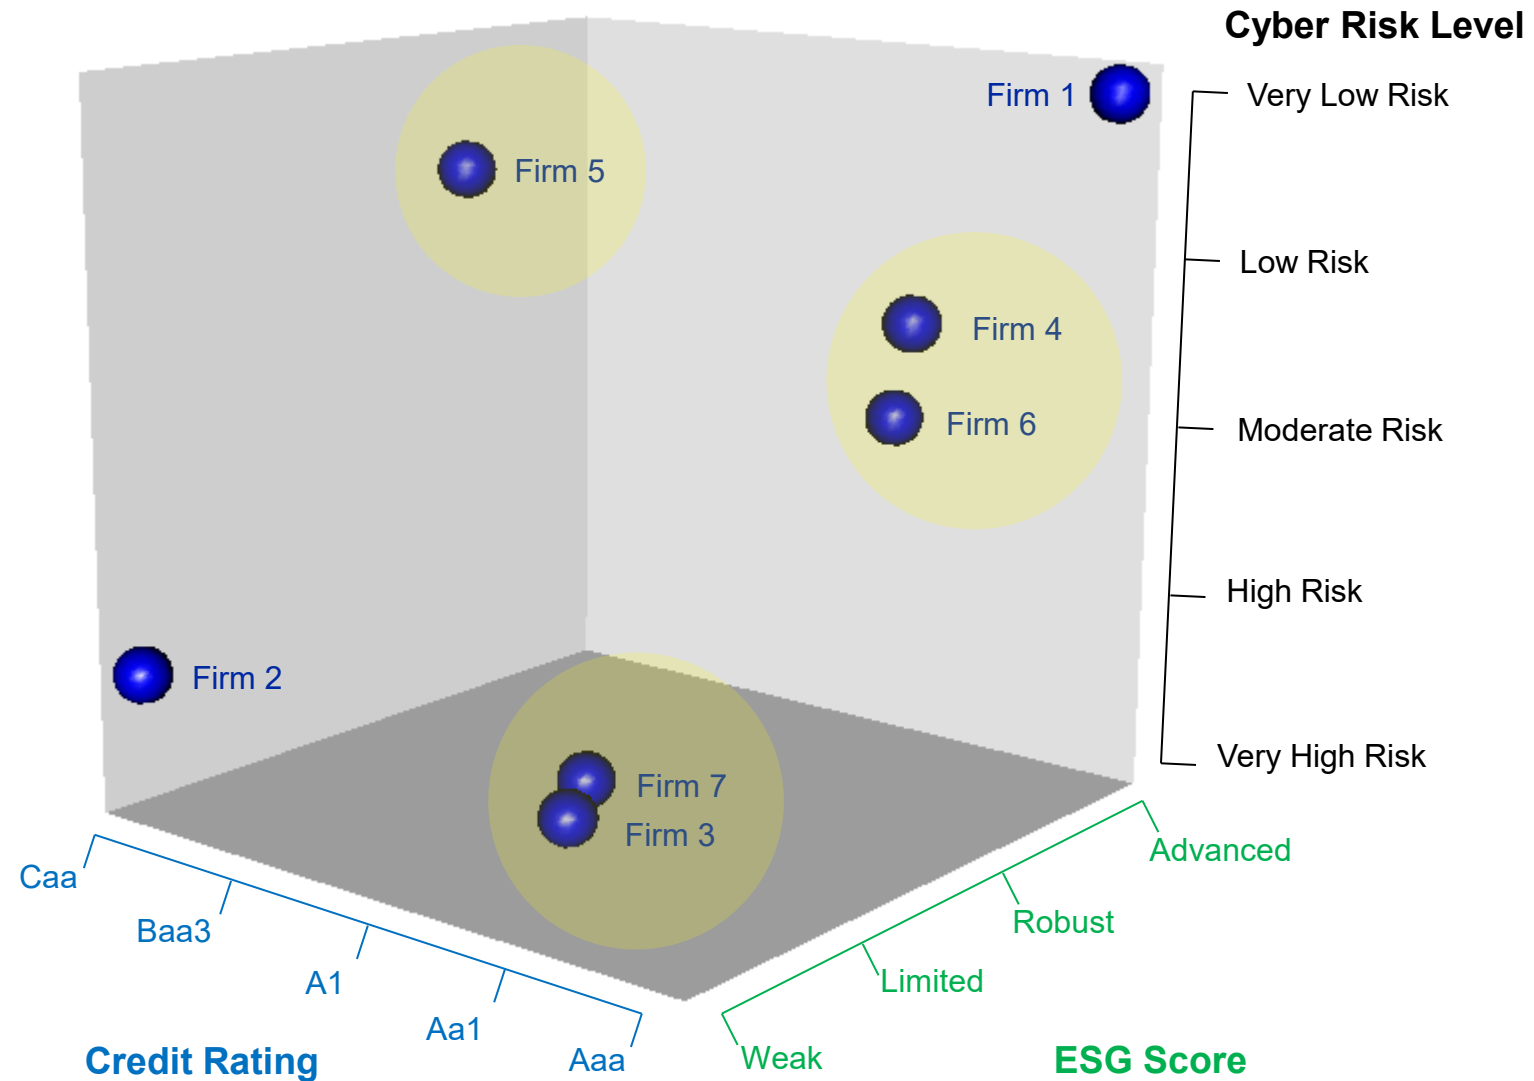 Cyber Risk Level
Firm 1
Very Low Risk
Firm 5
Low Risk
Firm 4
Firm 6
Moderate Risk
High Risk
Firm 2
Very High Risk
Firm 7
Firm 3
Caa
Baa3
A1
Aa1
Aaa
Credit Rating
Advanced
Robust
Limited
Weak
ESG Score